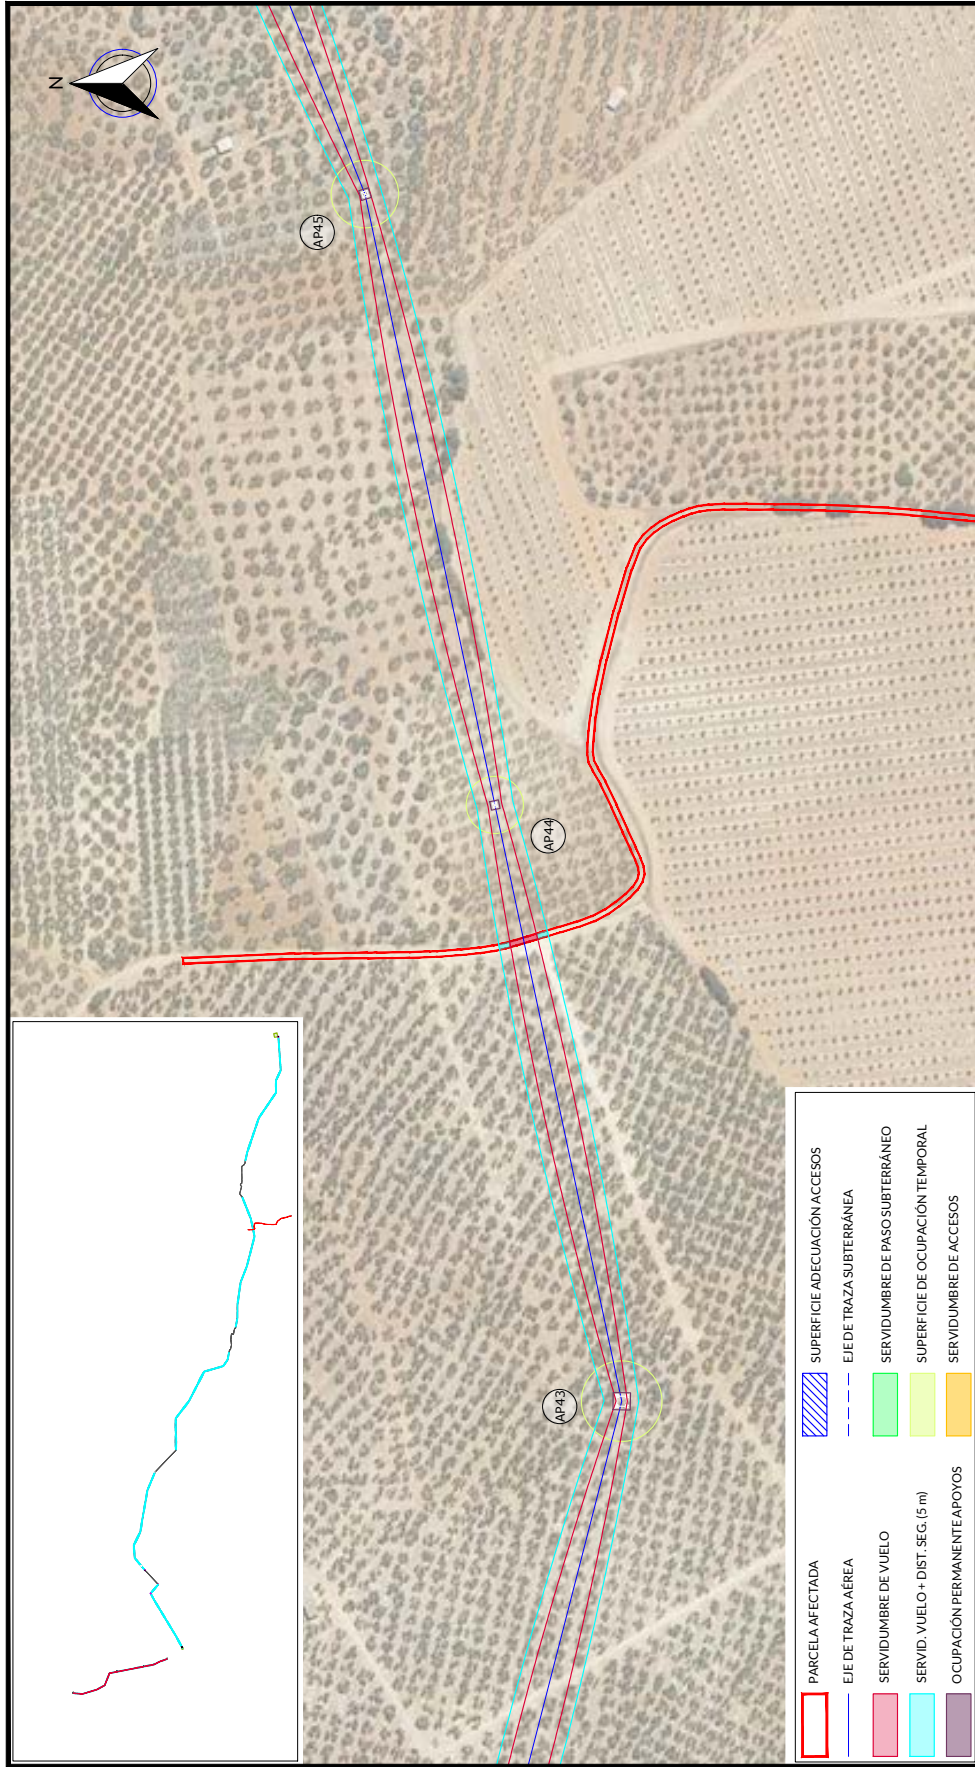 N
AP45
AP44
AP43
PARCELA AFECTADA
EJE DE TRAZA AÉREA
SERVIDUMBRE DE VUELO
SERVID. VUELO + DIST. SEG. (5 m)
OCUPACIÓN PERMANENTE APOYOS
SUPERFICIE ADECUACIÓN ACCESOS
EJE DE TRAZA SUBTERRÁNEA
SERVIDUMBRE DE PASO SUBTERRÁNEO
SUPERFICIE DE OCUPACIÓN TEMPORAL
SERVIDUMBRE DE ACCESOS